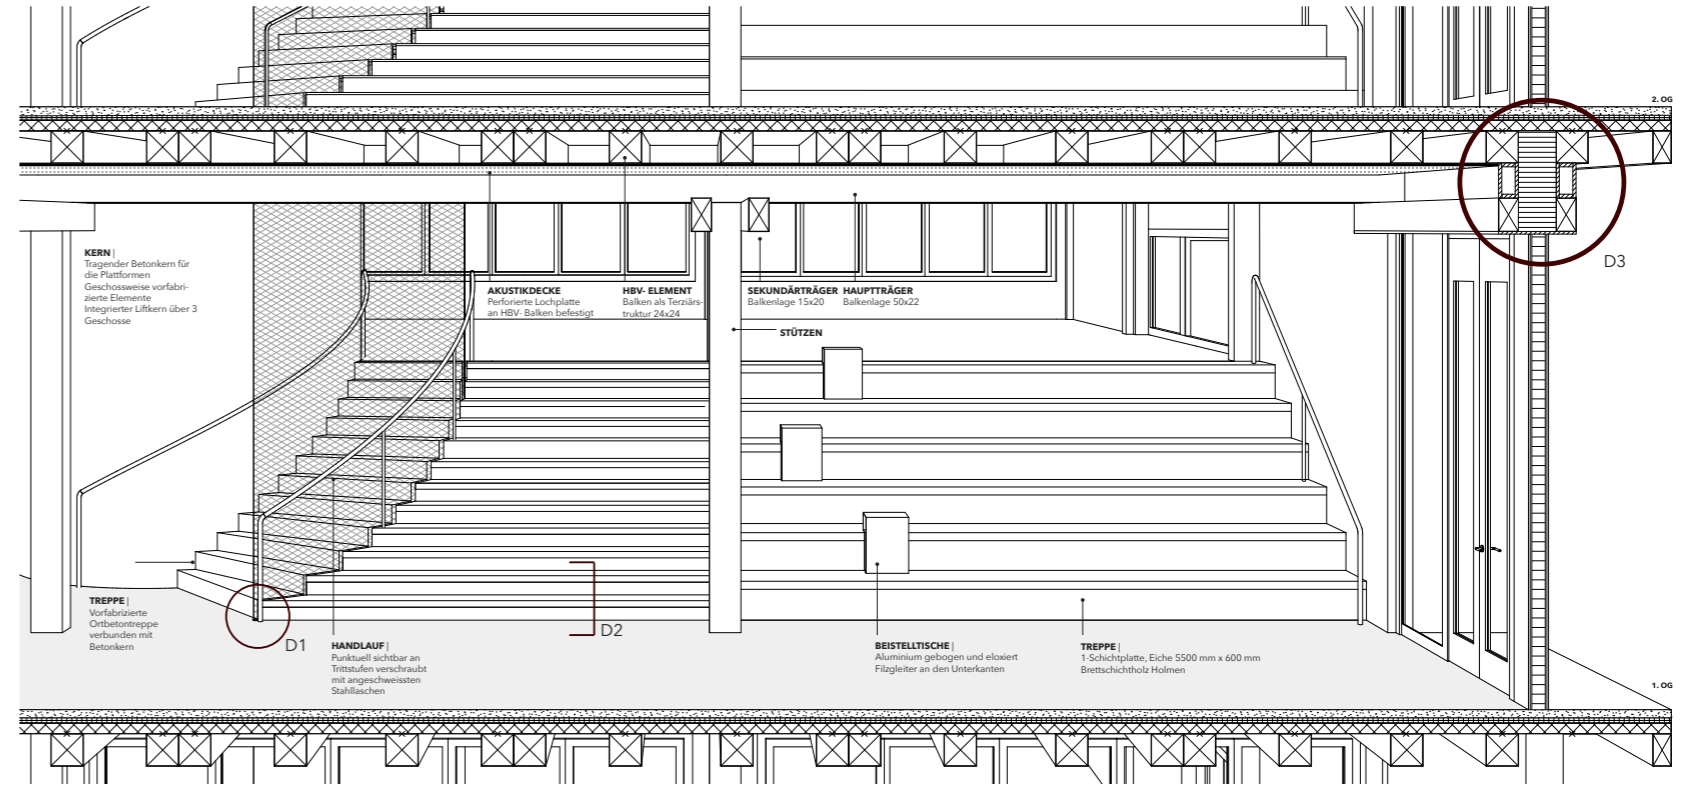 2. OG
D3
KERN |
Tragender Betonkern für
die Plattformen
Geschossweise vorfabri-
zierte Elemente
Integrierter Liftkern über 3
Geschosse
AKUSTIKDECKE
Perforierte Lochplatte
an HBV- Balken befestigt
HBV- ELEMENT
Balken als Terziärs-
truktur 24x24
SEKUNDÄRTRÄGER
Balkenlage 15x20
HAUPTTRÄGER
Balkenlage 50x22
STÜTZEN
TREPPE |
Vorfabrizierte
Ortbetontreppe
verbunden mit
Betonkern
D1
D2
HANDLAUF |
Punktuell sichtbar an
Trittstufen verschraubt
mit angeschweissten
Stahllaschen
BEISTELLTISCHE |
Aluminium gebogen und eloxiert
Filzgleiter an den Unterkanten
TREPPE |
1-Schichtplatte, Eiche 5500 mm x 600 mm
Brettschichtholz Holmen
1. OG